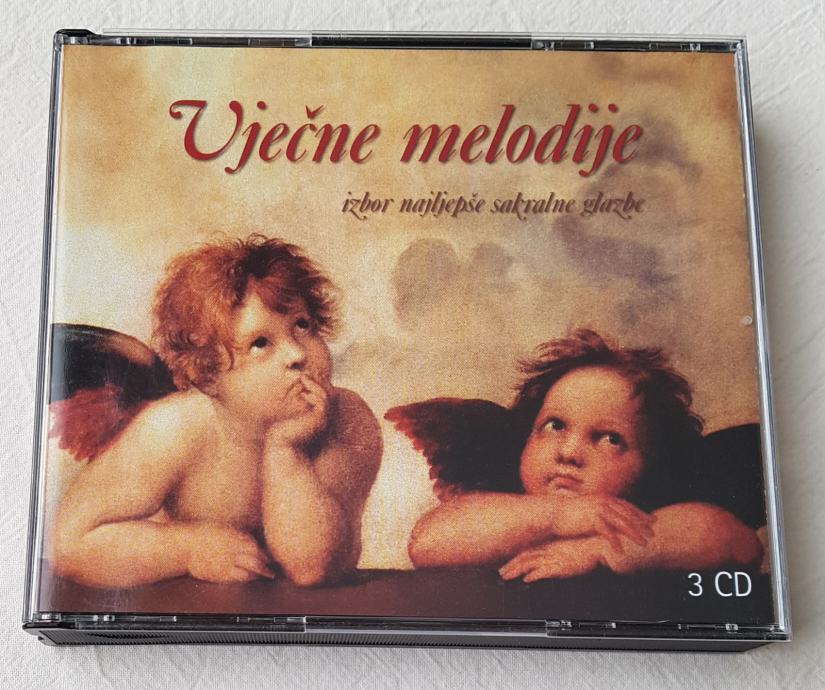 Vječne melodije
izbor najljepše sakralne glazbe
3 CD